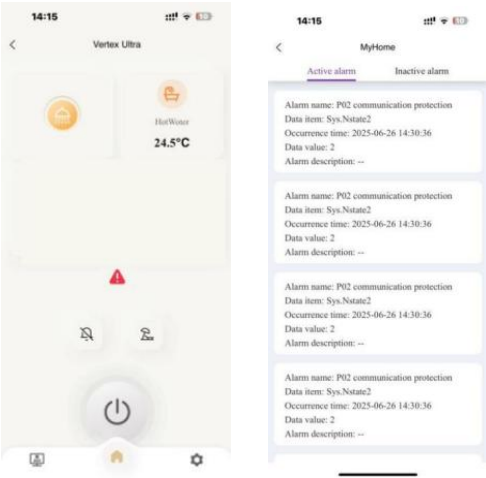 14:15
Vertex Ultra
HotWoter
24.5°C
14:15
MyHome
Active alarm
Inactive alarm
Alarm name: P02 communication protection
Data item: Sys.Nstate2
Occurrence time: 2025-06-26 14:30:36
Data value: 2
Alarm description: --
Alarm name: P02 communication protection
Data item: Sys.Nstate2
Occurrence time: 2025-06-26 14:30:36
Data value: 2
Alarm description: --
Alarm name: P02 communication protection
Data item: Sys.Nstate2
Occurrence time: 2025-06-26 14:30:36
Data value: 2
Alarm description: --
Alarm name: P02 communication protection
Data item: Sys.Nstate2
Occurrence time: 2025-06-26 14:30:36
Data value: 2
Alarm description: --